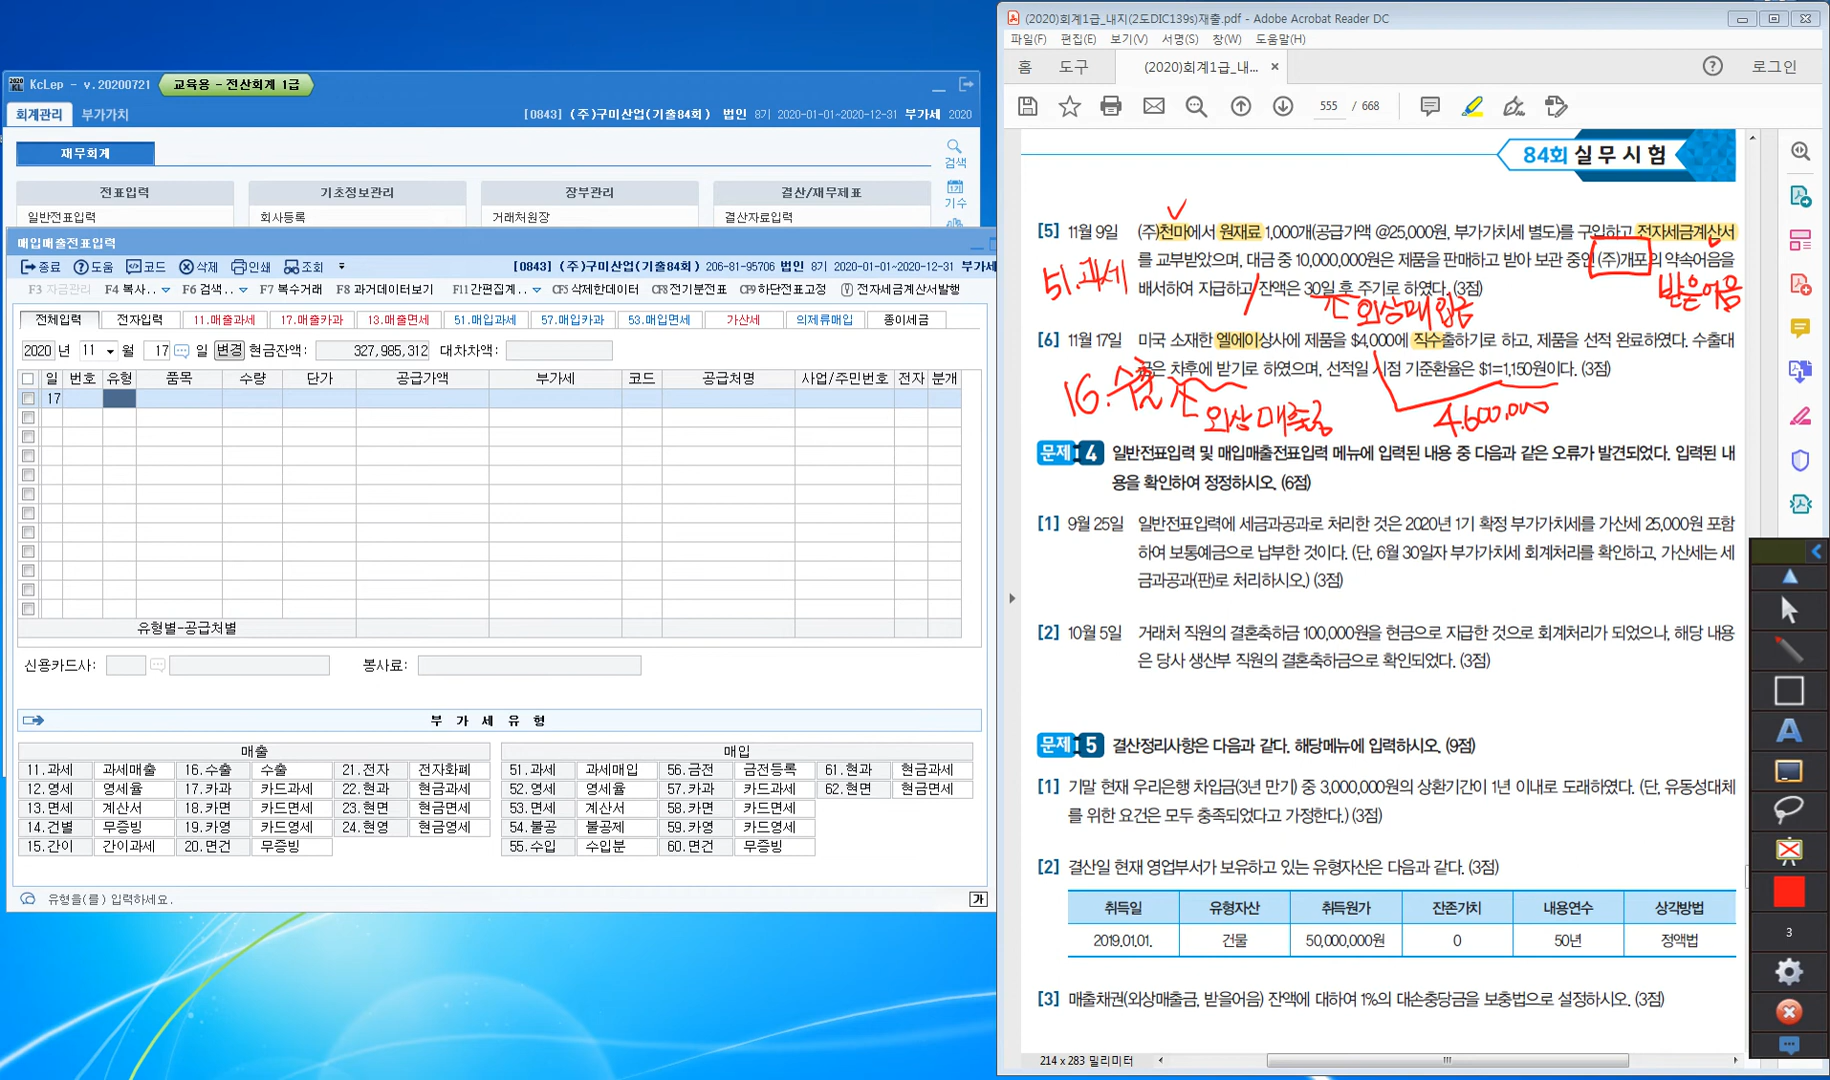 KcLep - v.20200721 교육용 - 전산회계 1급
회계관리 부가가치 [0843] (주)구미산업(기출84회) 법인 8기 2020-01-01~2020-12-31 부가세 2020
재무회계 검색
전표입력 기초정보관리 장부관리 결산/재무제표 기수
일반전표입력 회사등록 거래처원장 결산자료입력
매입매출전표입력
종료 도움 코드 삭제 인쇄 조회 [0843] (주)구미산업(기출84회) 206-81-95706 법인 8기 2020-01-01~2020-12-31 부가세
F3 자금관리 F4 복사.. F6 검색.. F7 복수거래 F8 과거데이터보기 F11 간편집계.. CF5 삭제한데이터 CF8 전기분전표 CF9 하단전표고정 전자세금계산서발행
전체입력 전자입력 11.매출과세 17.매출카과 13.매출면세 51.매입과세 57.매입카과 53.매입면세 가산세 의제류매입 종이세금
2020 년 11 월 17 일 변경 현금잔액: 327,985,312 대차차액:
일 번호 유형 품목 수량 단가 공급가액 부가세 코드 공급처명 사업/주민번호 전자 분개
17
유형별-공급처별
신용카드사: 봉사료:
부 가 세 유 형
매출 매입
11.과세 과세매출 16.수출 수출 21.전자 전자화폐 51.과세 과세매입 56.금전 금전등록 61.현과 현금과세
12.영세 영세율 17.카과 카드과세 22.현과 현금과세 52.영세 영세율 57.카과 카드과세 62.현면 현금면세
13.면세 계산서 18.카면 카드면세 23.현면 현금면세 53.면세 계산서 58.카면 카드면세
14.건별 무증빙 19.카영 카드영세 24.현영 현금영세 54.불공 불공제 59.카영 카드영세
15.간이 간이과세 20.면건 무증빙 55.수입 수입분 60.면건 무증빙
유형을(를) 입력하세요. 가
(2020)회계1급_내지(2도DIC139s)재출.pdf - Adobe Acrobat Reader DC
파일(F) 편집(E) 보기(V) 서명(S) 창(W) 도움말(H)
홈 도구 (2020)회계1급_내... × 로그인
555 / 668
84회 실무시험
[5] 11월 9일 (주)천마에서 원재료 1,000개(공급가액 @25,000원, 부가가치세 별도)를 구입하고 전자세금계산서
를 교부받았으며, 대금 중 10,000,000원은 제품을 판매하고 받아 보관 중인 (주)개포의 약속어음을
51.과세 배서하여 지급하고 잔액은 30일 후 주기로 하였다. (3점) 받을어음
외상매입금
[6] 11월 17일 미국 소재한 엘에이상사에 제품을 $4,000에 직수출하기로 하고, 제품을 선적 완료하였다. 수출대
금은 차후에 받기로 하였으며, 선적일 시점 기준환율은 $1=1,150원이다. (3점)
16.수출 외상매출금 4.600,000
문제 4 일반전표입력 및 매입매출전표입력 메뉴에 입력된 내용 중 다음과 같은 오류가 발견되었다. 입력된 내
용을 확인하여 정정하시오. (6점)
[1] 9월 25일 일반전표입력에 세금과공과로 처리한 것은 2020년 1기 확정 부가가치세를 가산세 25,000원 포함
하여 보통예금으로 납부한 것이다. (단, 6월 30일자 부가가치세 회계처리를 확인하고, 가산세는 세
금과공과(판)로 처리하시오.) (3점)
[2] 10월 5일 거래처 직원의 결혼축하금 100,000원을 현금으로 지급한 것으로 회계처리가 되었으나, 해당 내용
은 당사 생산부 직원의 결혼축하금으로 확인되었다. (3점)
문제 5 결산정리사항은 다음과 같다. 해당메뉴에 입력하시오. (9점)
[1] 기말 현재 우리은행 차입금(3년 만기) 중 3,000,000원의 상환기간이 1년 이내로 도래하였다. (단, 유동성대체
를 위한 요건은 모두 충족되었다고 가정한다.) (3점)
[2] 결산일 현재 영업부서가 보유하고 있는 유형자산은 다음과 같다. (3점)
취득일 유형자산 취득원가 잔존가치 내용연수 상각방법
2019.01.01. 건물 50,000,000원 0 50년 정액법
[3] 매출채권(외상매출금, 받을어음) 잔액에 대하여 1%의 대손충당금을 보충법으로 설정하시오. (3점)
214 x 283 밀리미터
3